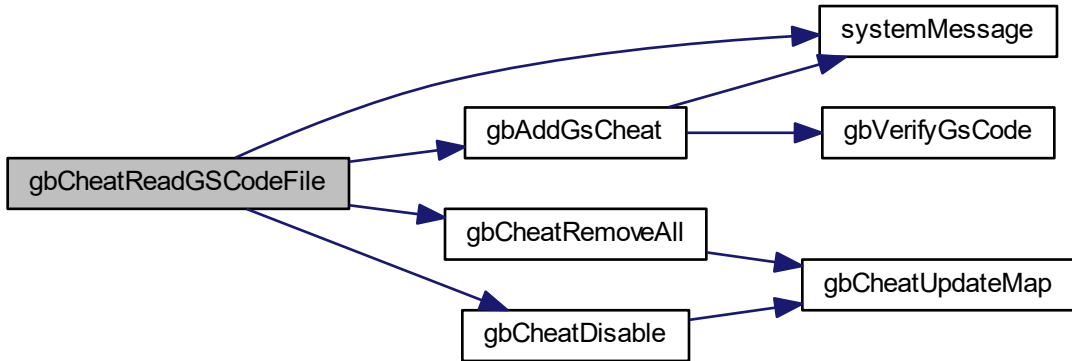 systemMessage
gbAddGsCheat
gbVerifyGsCode
gbCheatReadGSCodeFile
gbCheatRemoveAll
gbCheatUpdateMap
gbCheatDisable